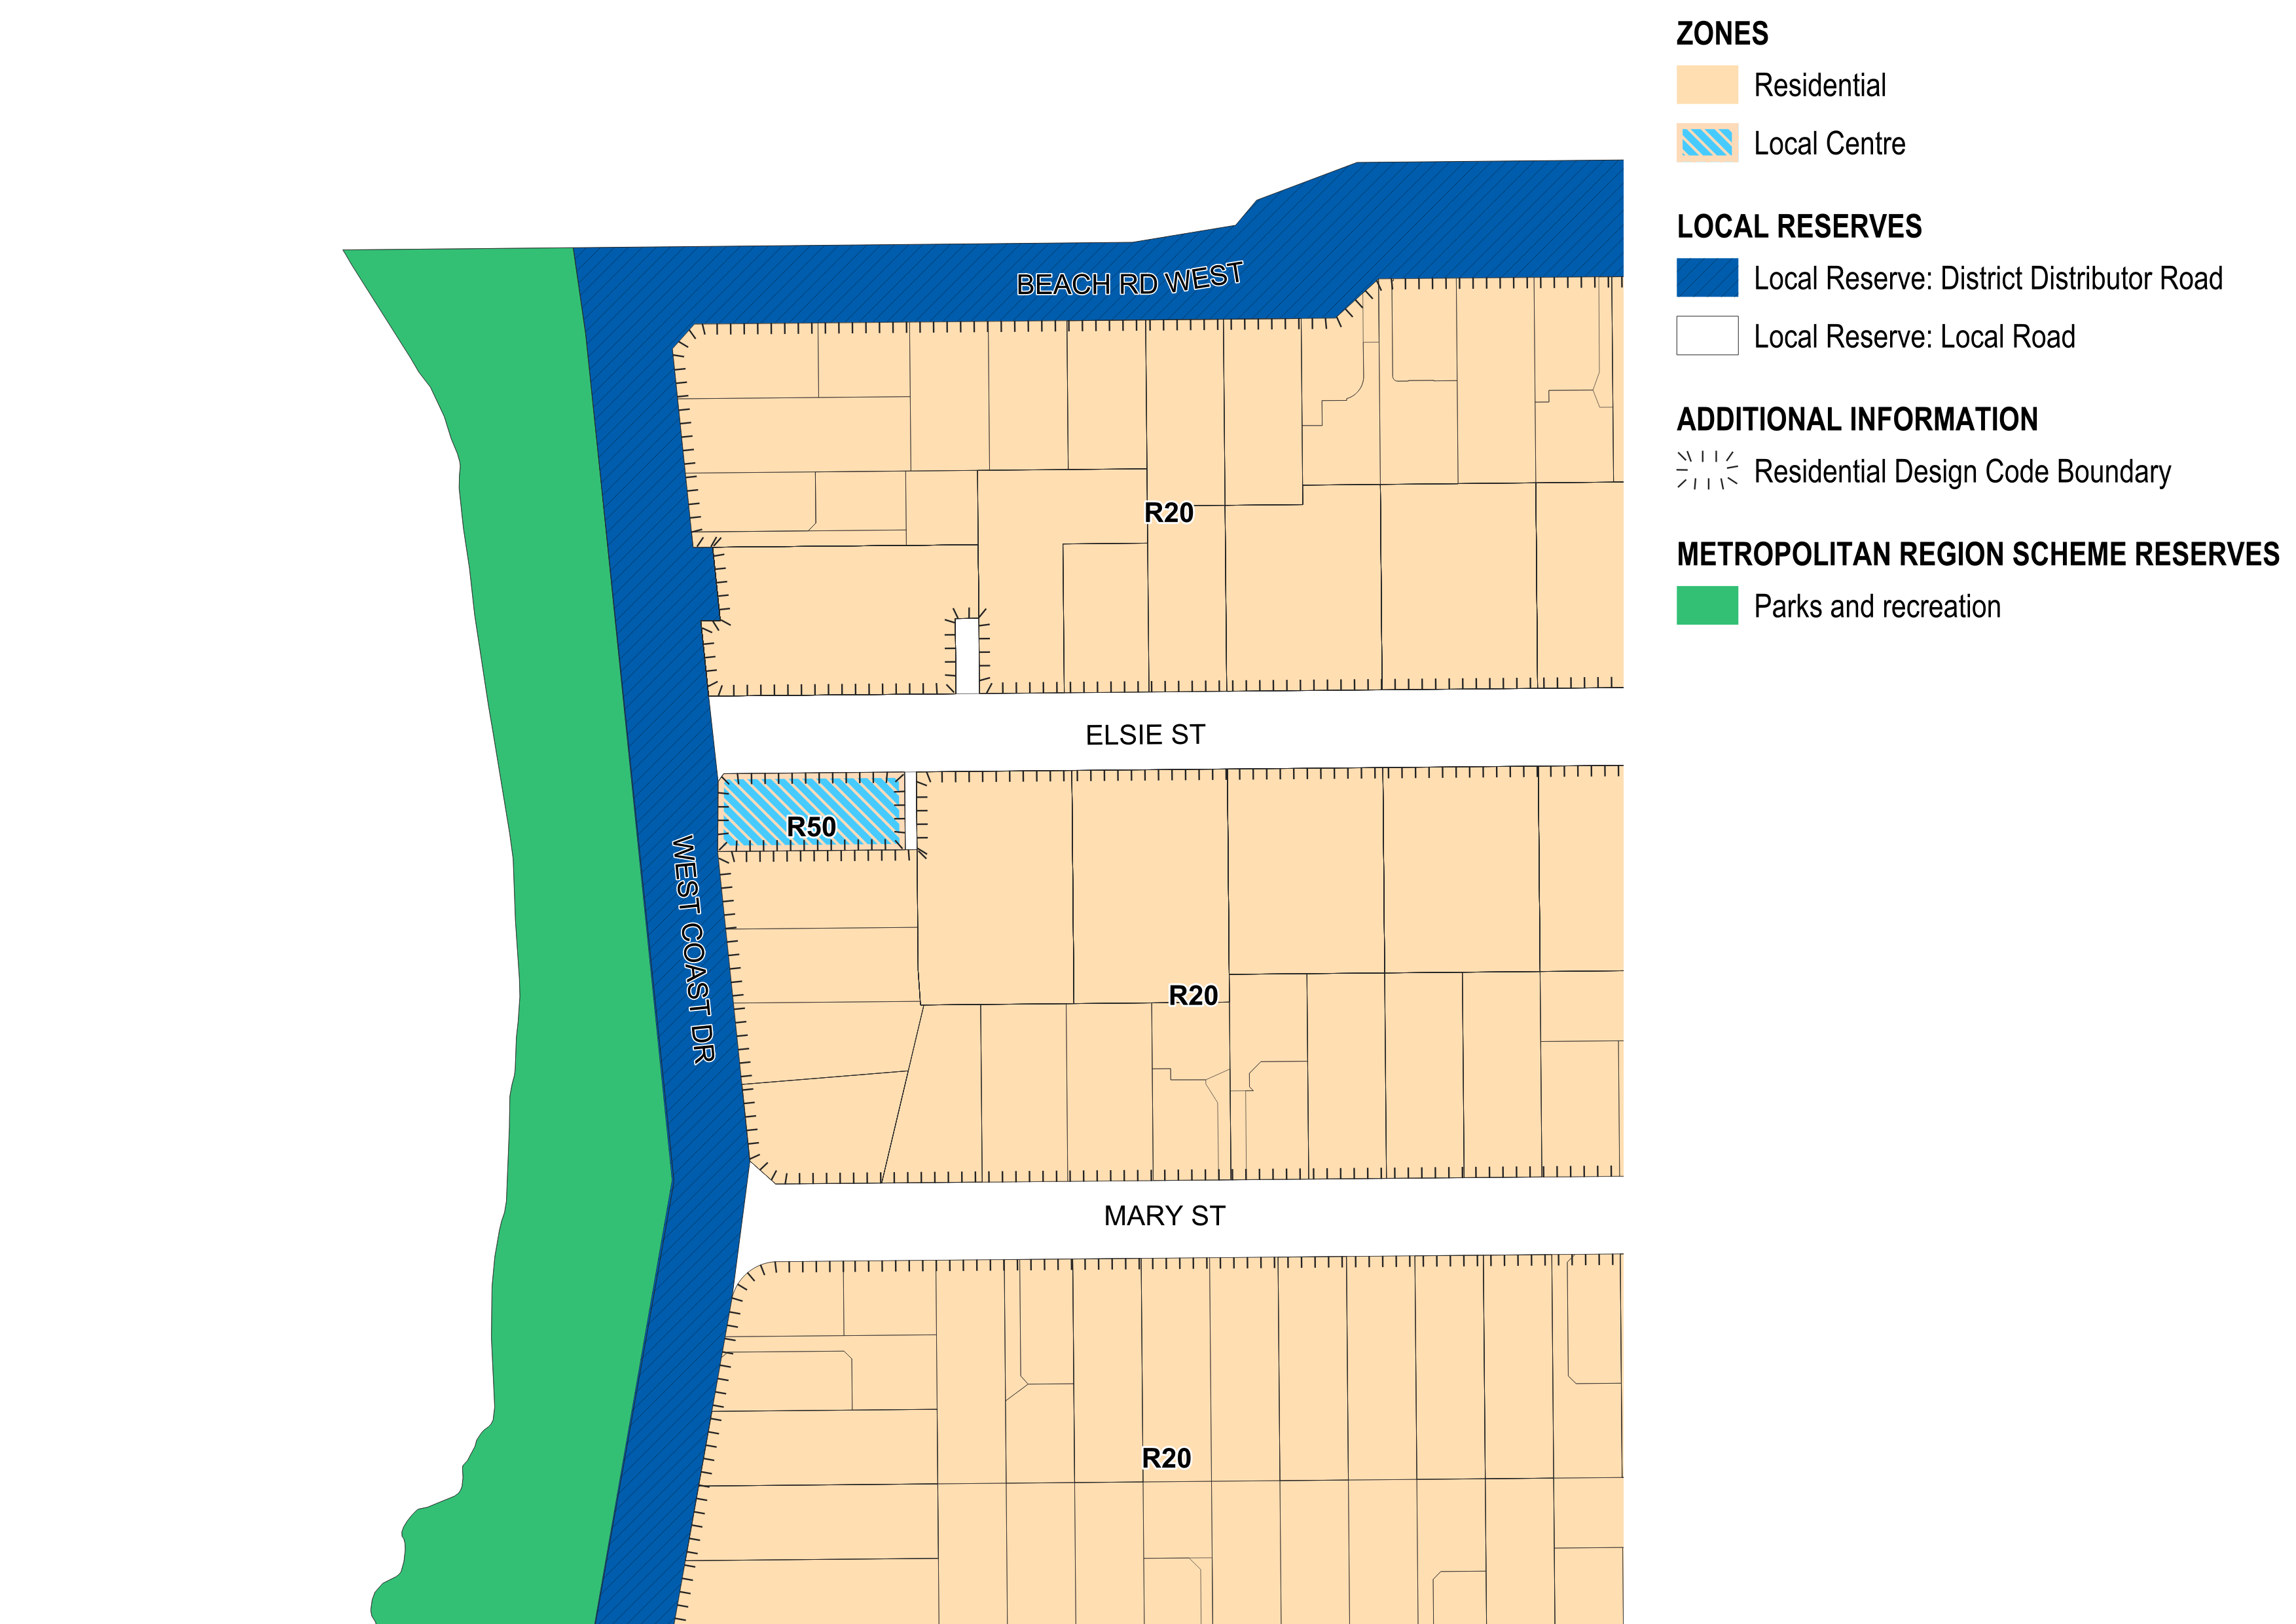 ZONES
Residential
Local Centre
LOCAL RESERVES
Local Reserve: District Distributor Road
Local Reserve: Local Road
ADDITIONAL INFORMATION
Residential Design Code Boundary
METROPOLITAN REGION SCHEME RESERVES
Parks and recreation
BEACH RD WEST
R20
ELSIE ST
R50
WEST COAST DR
R20
MARY ST
R20